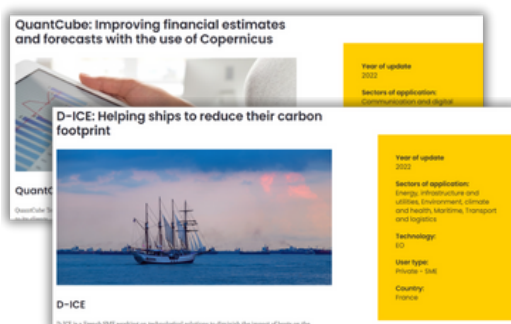 QuantCube: Improving financial estimates
and forecasts with the use of Copernicus
Year of update
2022
Sectors of application:
Communication and digital
QuantC
D-ICE: Helping ships to reduce their carbon
footprint
Year of update
2022
Sectors of application:
Energy, Infrastructure and
utilities, Environment, climate
and health, Maritime, Transport
and logistics
Technology:
EO
User type:
Private - SME
Country:
France
D-ICE